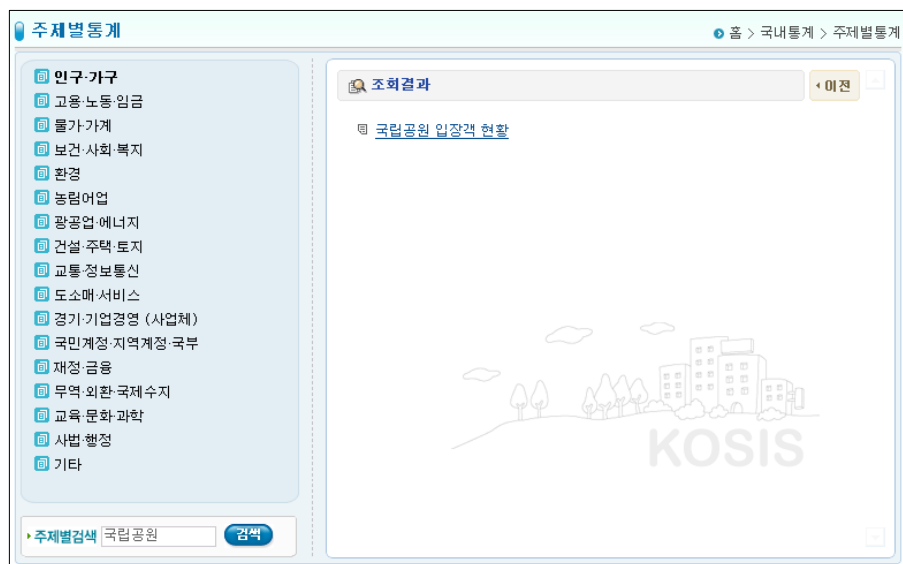 주제별통계
홈 > 국내통계 > 주제별통계
인구·가구
고용·노동·임금
물가·가계
보건·사회·복지
환경
농림어업
광공업·에너지
건설·주택·토지
교통·정보통신
도소매·서비스
경기·기업경영 (사업체)
국민계정·지역계정·국부
재정·금융
무역·외환·국제수지
교육·문화·과학
사법·행정
기타
주제별검색 국립공원 검색
조회결과
이전
국립공원 입장객 현황
KOSIS